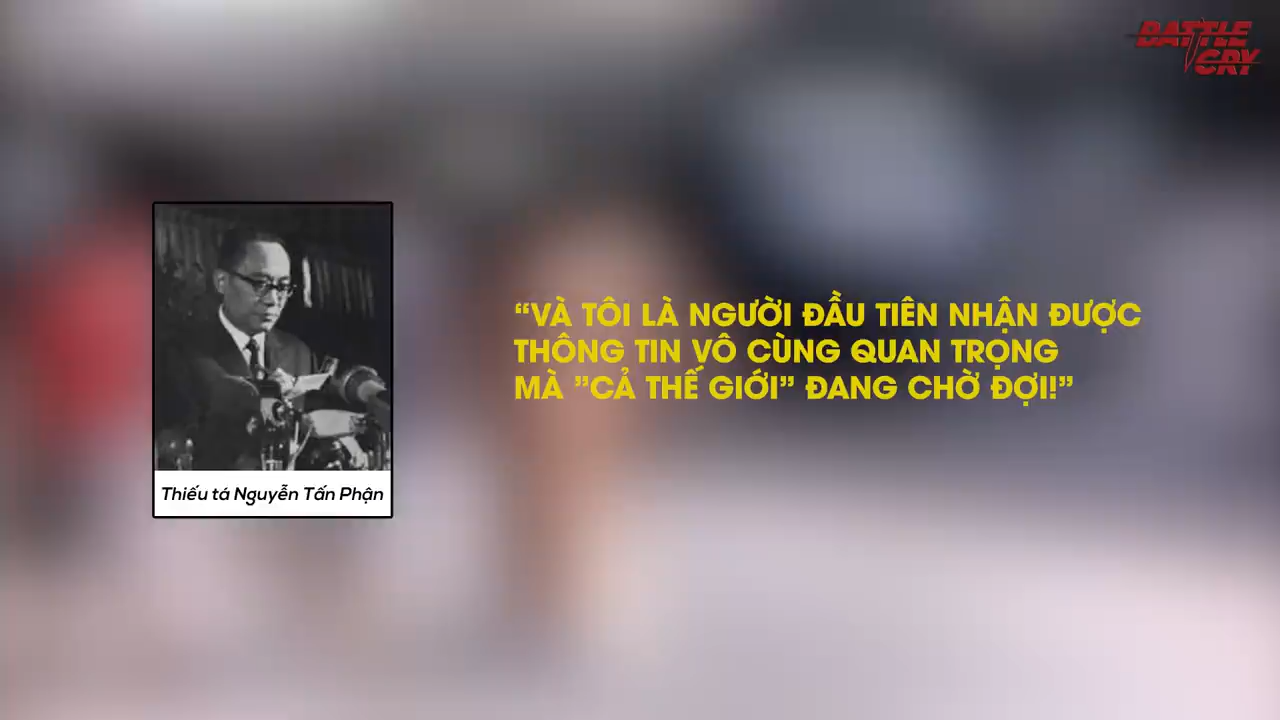 BATTLE
CRY
“VÀ TÔI LÀ NGƯỜI ĐẦU TIÊN NHẬN ĐƯỢC
THÔNG TIN VÔ CÙNG QUAN TRỌNG
MÀ ”CẢ THẾ GIỚI” ĐANG CHỜ ĐỢI!”
Thiếu tá Nguyễn Tấn Phận